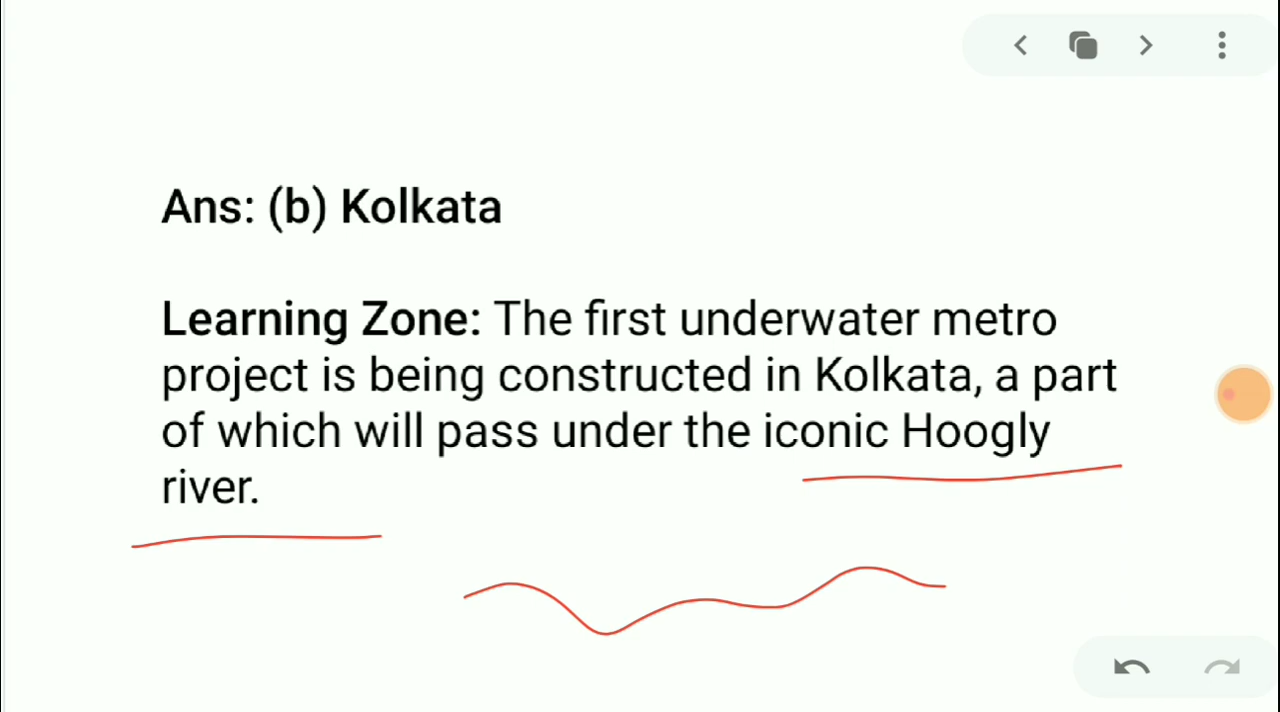 Ans: (b) Kolkata
Learning Zone: The first underwater metro
project is being constructed in Kolkata, a part
of which will pass under the iconic Hoogly
river.